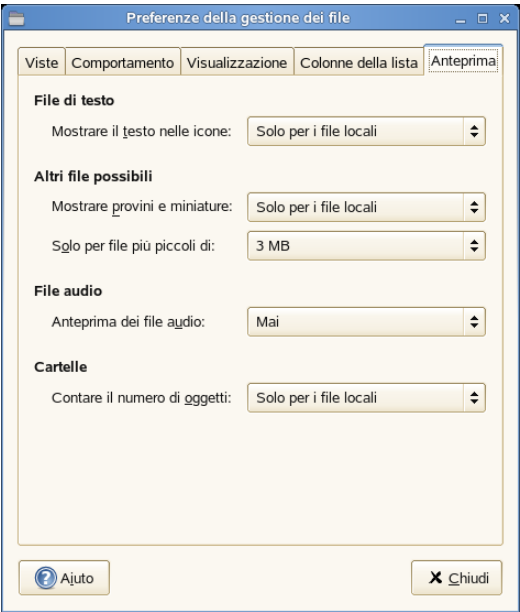 Preferenze della gestione dei file
Viste Comportamento Visualizzazione Colonne della lista Anteprima
File di testo
Mostrare il testo nelle icone: Solo per i file locali
Altri file possibili
Mostrare provini e miniature: Solo per i file locali
Solo per file più piccoli di: 3 MB
File audio
Anteprima dei file audio: Mai
Cartelle
Contare il numero di oggetti: Solo per i file locali
Aiuto Chiudi